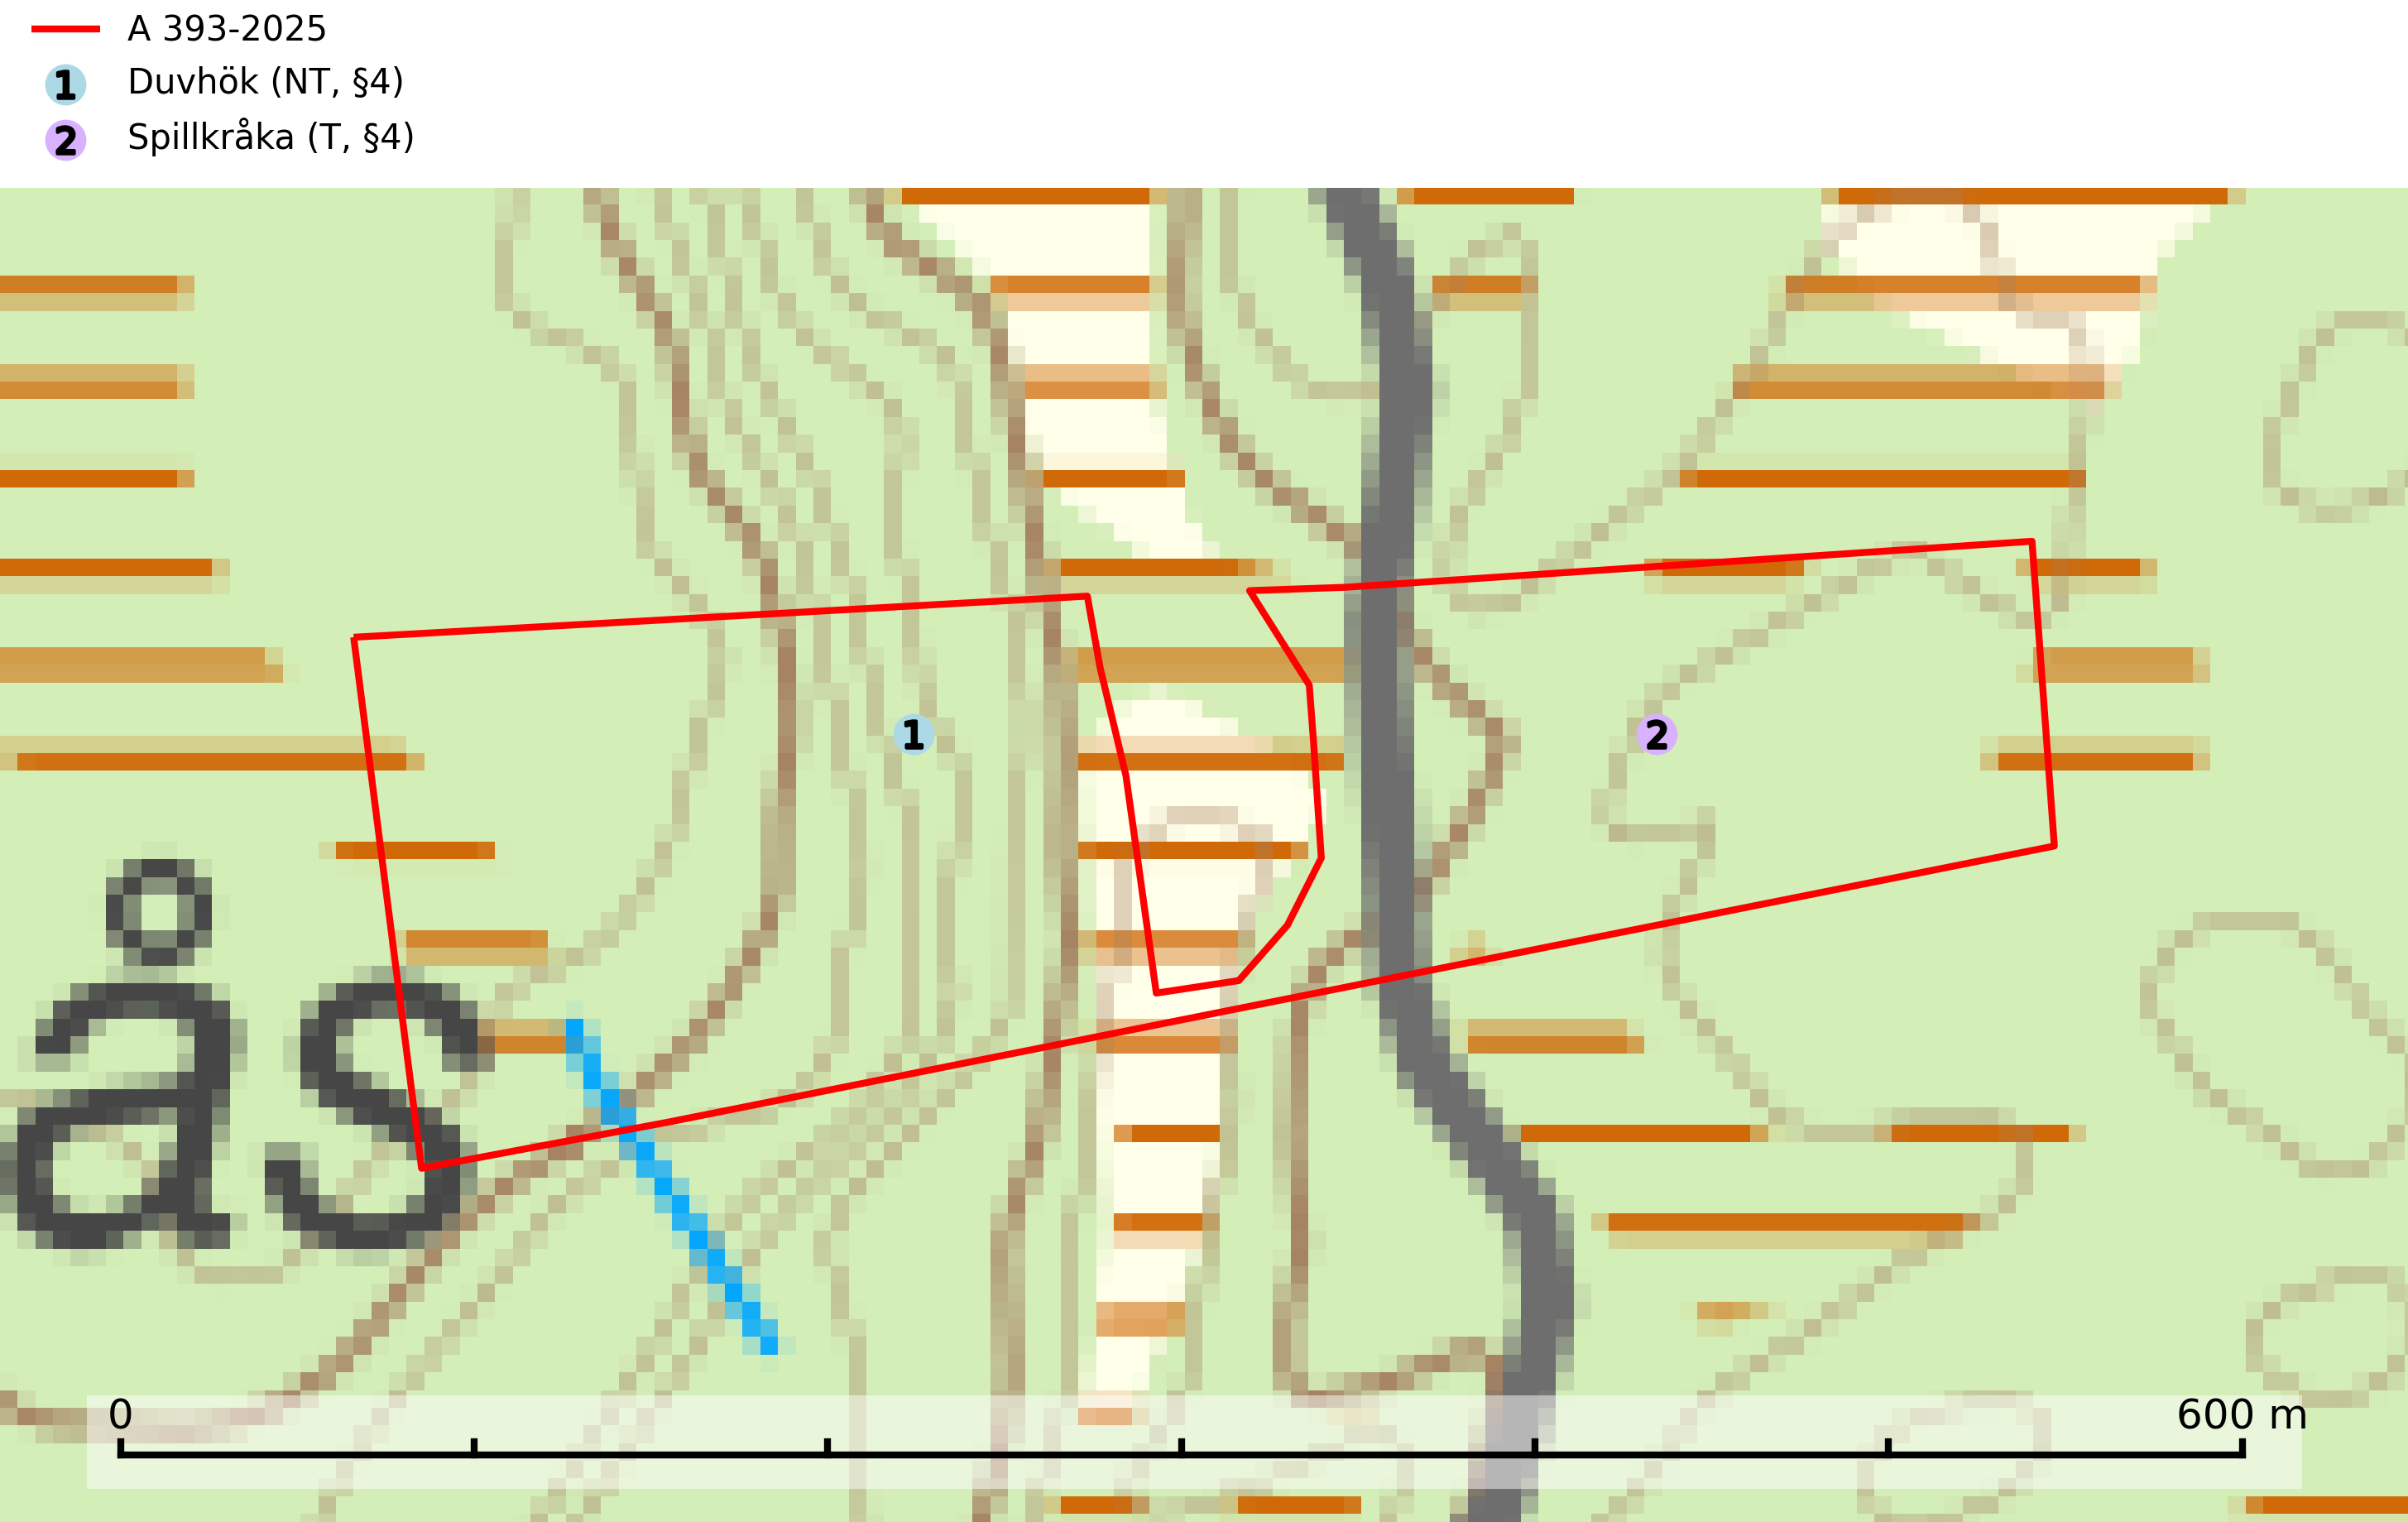 A 393-2025
1 Duvhök (NT, §4)
2 Spillkråka (T, §4)
1
2
ås
0 600 m